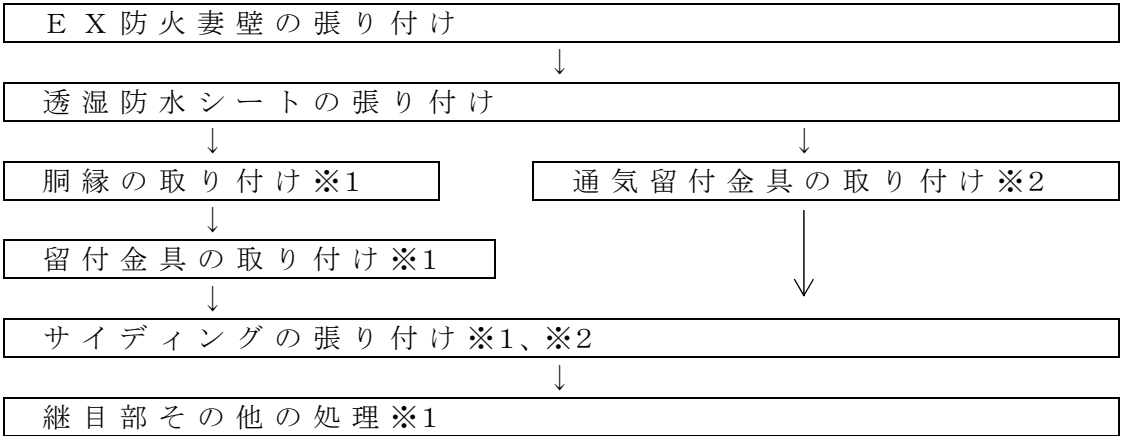 ＥＸ防火妻壁の張り付け
↓
透湿防水シートの張り付け
↓ ↓
胴縁の取り付け※1 通気留付金具の取り付け※2
↓
留付金具の取り付け※1
↓
サイディングの張り付け※1、※2
↓
継目部その他の処理※1